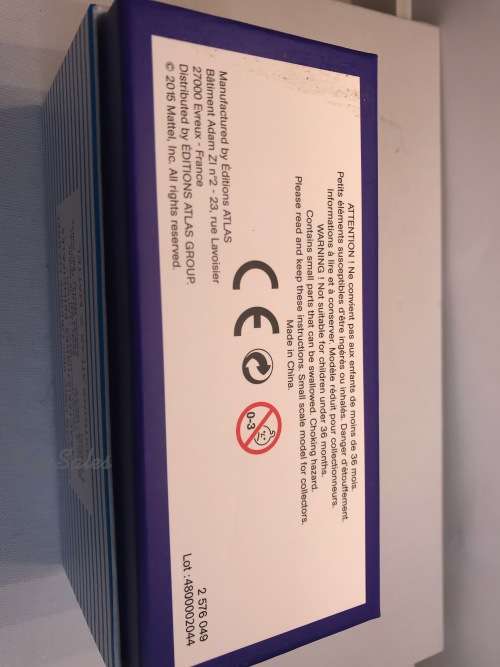 ATTENTION ! Ne convient pas aux enfants de moins de 36 mois.
Petits éléments susceptibles d'être ingérés ou inhalés. Danger d'étouffement.
Informations à lire et à conserver. Modèle réduit pour collectionneurs.
WARNING ! Not suitable for children under 36 months.
Contains small parts that can be swallowed. Choking hazard.
Please read and keep these instructions. Small scale model for collectors.
Made in China.
CE
0-3
Manufactured by Éditions ATLAS
Bâtiment Adam ZI n°2 - 23, rue Lavoisier
27000 Evreux - France
Distributed by ÉDITIONS ATLAS GROUP.
© 2015 Mattel, Inc. All rights reserved.
2 576 049
Lot :4800002044